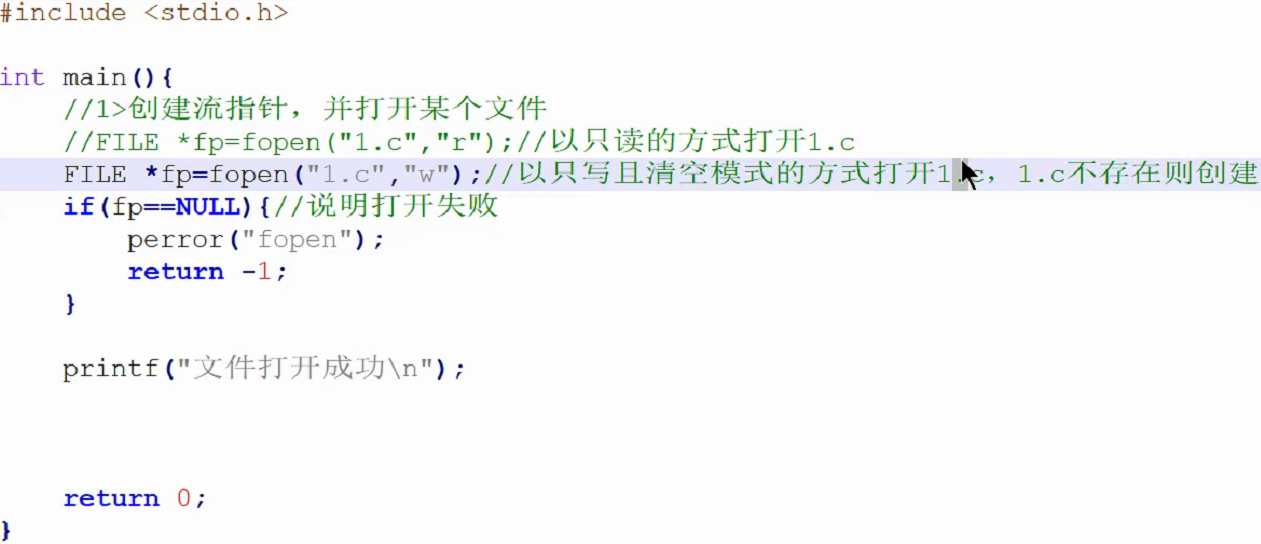 #include <stdio.h>
int main(){
//1>创建流指针，并打开某个文件
//FILE *fp=fopen("1.c","r");//以只读的方式打开1.c
FILE *fp=fopen("1.c","w");//以只写且清空模式的方式打开1.c，1.c不存在则创建
if(fp==NULL){//说明打开失败
perror("fopen");
return -1;
}
printf("文件打开成功\n");
return 0;
}